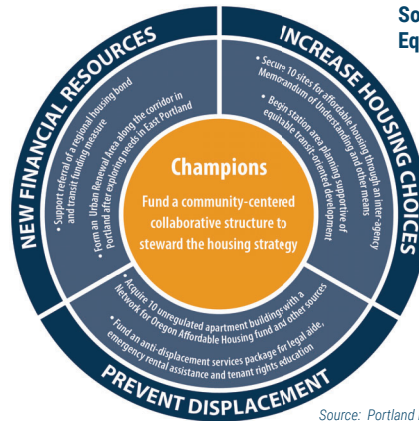 So
Eq
NEW FINANCIAL RESOURCES
• Support referral of a regional housing bond
and transit funding measure
• Form an Urban Renewal Area along the corridor in
Portland after exploring needs in East Portland
INCREASE HOUSING CHOICES
• Secure 10 sites for affordable housing through an inter-agency
Memorandum of Understanding and other means
• Begin station area planning supportive of
equitable transit-oriented development
Champions
Fund a community-centered
collaborative structure to
steward the housing strategy
• Acquire 10 unregulated apartment buildings with a
Network for Oregon Affordable Housing fund and other sources
• Fund an anti-displacement services package for legal aide,
emergency rental assistance and tenant rights education
PREVENT DISPLACEMENT
Source: Portland